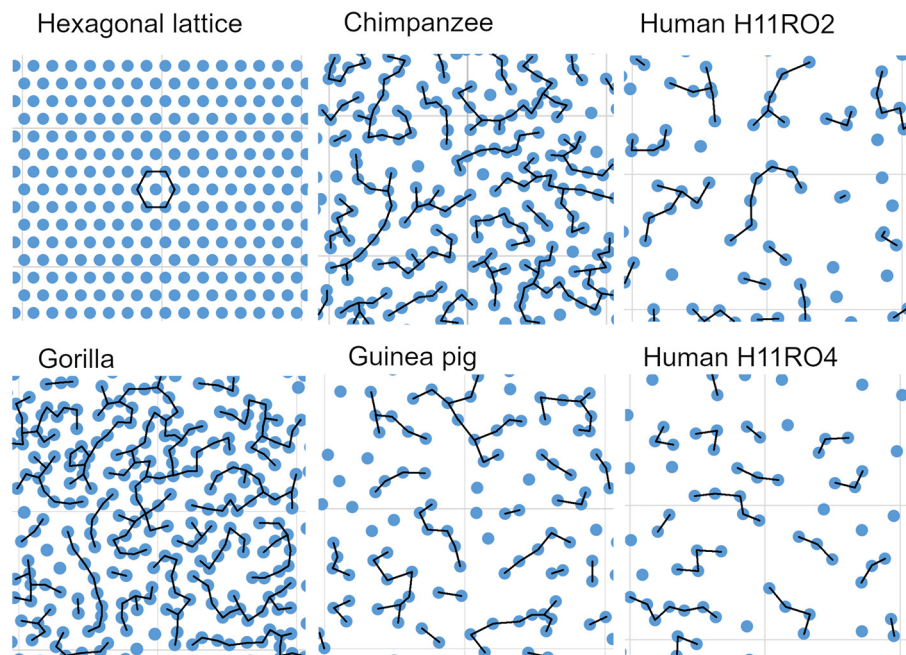 Hexagonal lattice
Chimpanzee
Human H11RO2
Gorilla
Guinea pig
Human H11RO4